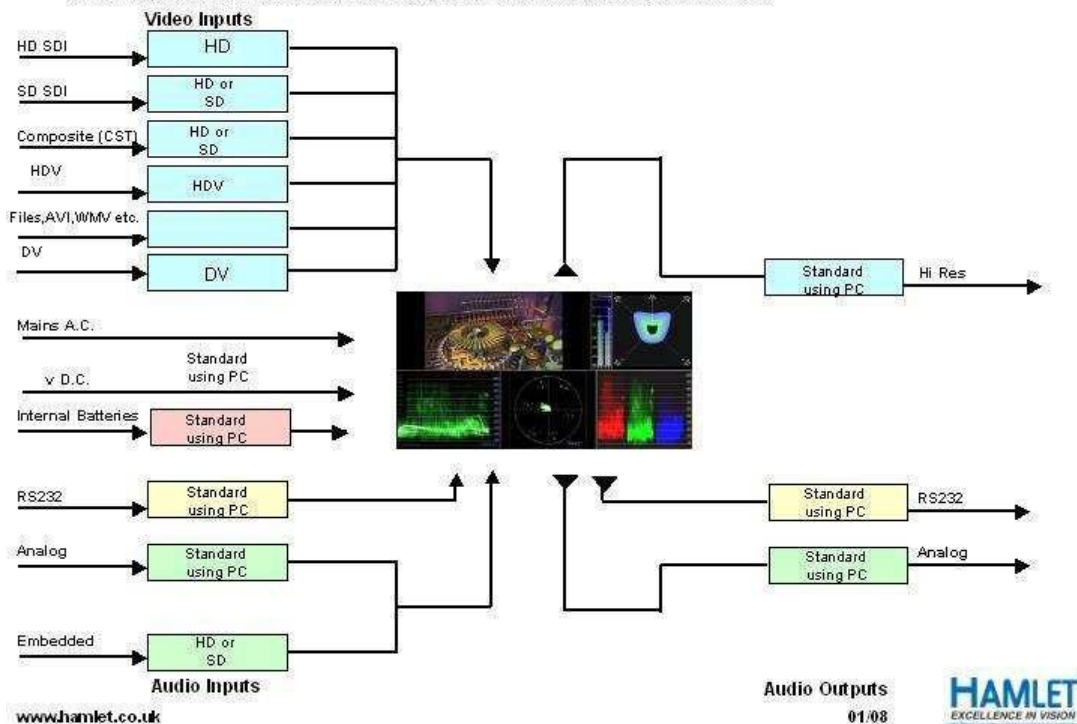 Video Inputs
HD SDI
HD
SD SDI
HD or
SD
Composite (CST)
HD or
SD
HDV
HDV
Files,AVI,WMV etc.
DV
DV
Standard
using PC
Hi Res
Mains A.C.
Standard
using PC
v D.C.
Internal Batteries
Standard
using PC
RS232
Standard
using PC
Standard
using PC
RS232
Analog
Standard
using PC
Standard
using PC
Analog
Embedded
HD or
SD
Audio Inputs
Audio Outputs
www.hamlet.co.uk
01/08
HAMLET
EXCELLENCE IN VISION